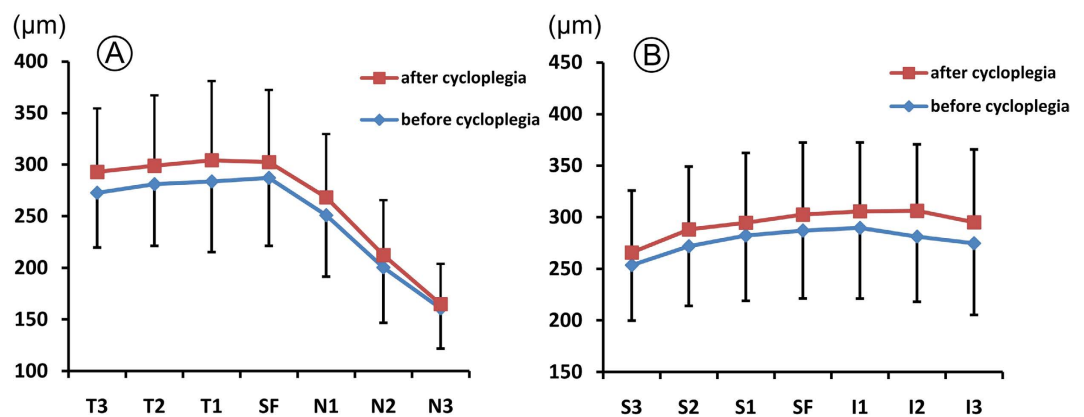 (μm)
A
after cycloplegia
before cycloplegia
400
350
300
250
200
150
100
T3 T2 T1 SF N1 N2 N3
(μm)
B
after cycloplegia
before cycloplegia
450
400
350
300
250
200
150
S3 S2 S1 SF I1 I2 I3